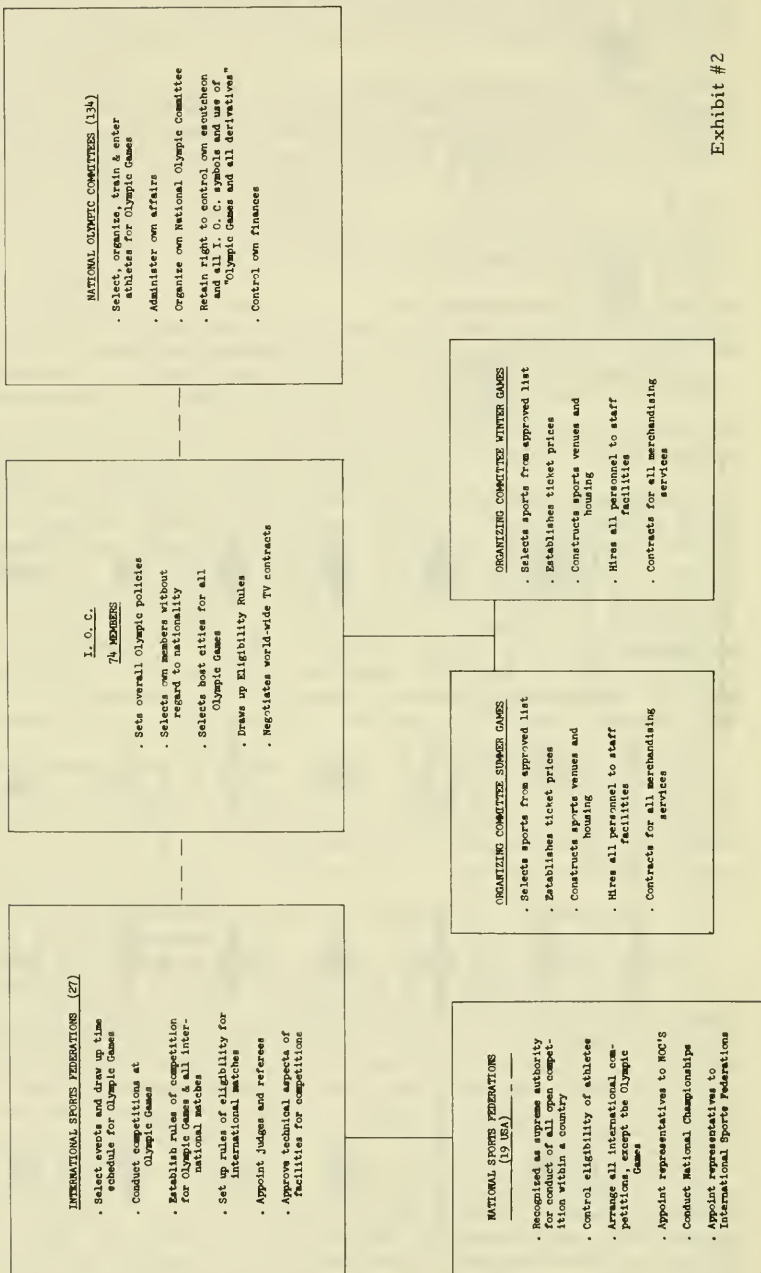 INTERNATIONAL SPORTS FEDERATIONS (27)
. Select events and draw up time
schedule for Olympic Games
. Conduct competitions at
Olympic Games
. Establish rules of competition
for Olympic Games & all inter-
national matches
. Set up rules of eligibility for
international matches
. Appoint judges and referees
. Approve technical aspects of
facilities for competitions
I. O. C.
74 MEMBERS
. Sets overall Olympic policies
. Selects own members without
regard to nationality
. Selects host cities for all
Olympic Games
. Draws up Eligibility Rules
. Negotiates world-wide TV contracts
NATIONAL OLYMPIC COMMITTEES (134)
. Select, organize, train & enter
athletes for Olympic Games
. Administer own affairs
. Organize own National Olympic Committee
. Retain right to control own escutcheon
and all I. O. C. symbols and use of
"Olympic Games and all derivatives"
. Control own finances
NATIONAL SPORTS FEDERATIONS
(19 USA)
. Recognized as supreme authority
for conduct of all open compet-
ition within a country
. Control eligibility of athletes
. Arrange all international com-
petitions, except the Olympic
Games
. Appoint representatives to NOC'S
. Conduct National Championships
. Appoint representatives to
International Sports Federations
ORGANIZING COMMITTEE SUMMER GAMES
. Selects sports from approved list
. Establishes ticket prices
. Constructs sports venues and
housing
. Hires all personnel to staff
facilities
. Contracts for all merchandising
services
ORGANIZING COMMITTEE WINTER GAMES
. Selects sports from approved list
. Establishes ticket prices
. Constructs sports venues and
housing
. Hires all personnel to staff
facilities
. Contracts for all merchandising
services
Exhibit #2